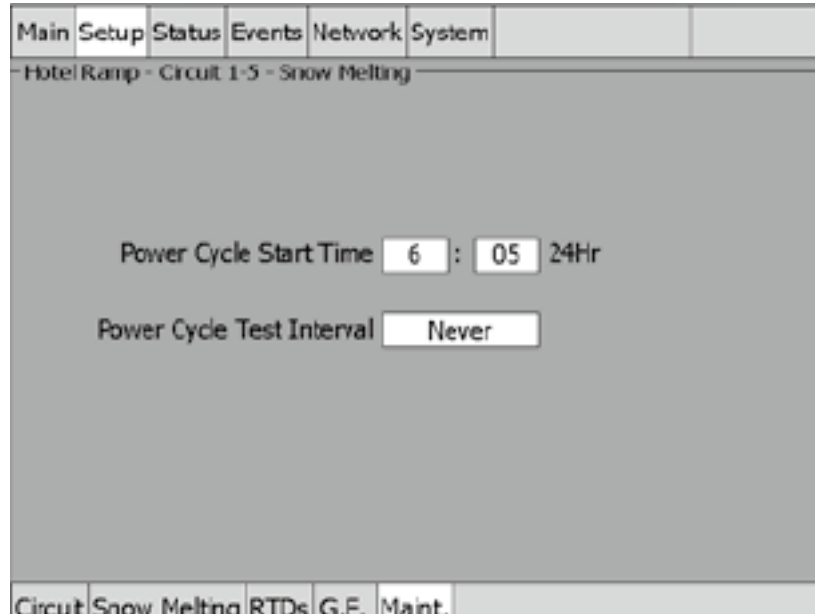 Main Setup Status Events Network System
Hotel Ramp - Circuit 1-5 - Snow Melting
Power Cycle Start Time 6 : 05 24Hr
Power Cycle Test Interval Never
Circuit Snow Melting RTDs G.F. Maint.